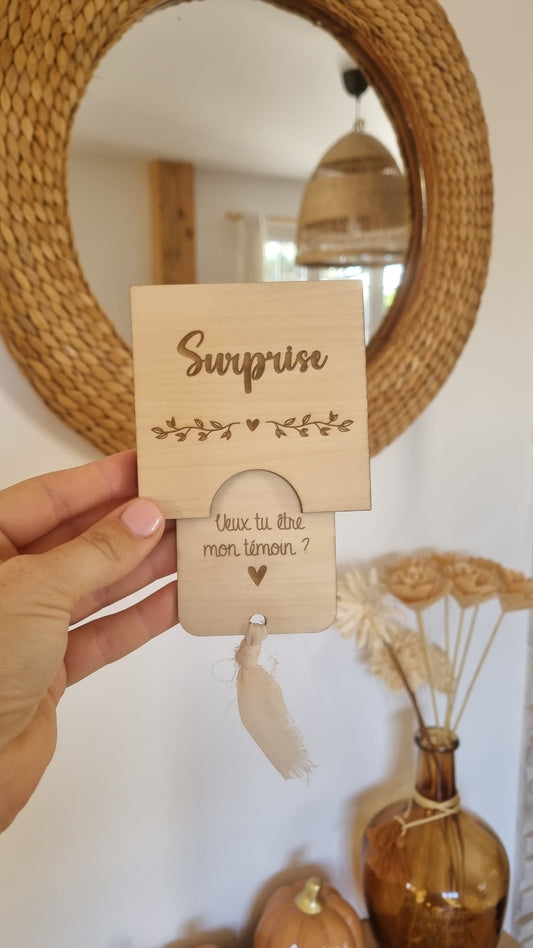 Surprise
Veux tu être
mon témoin ?